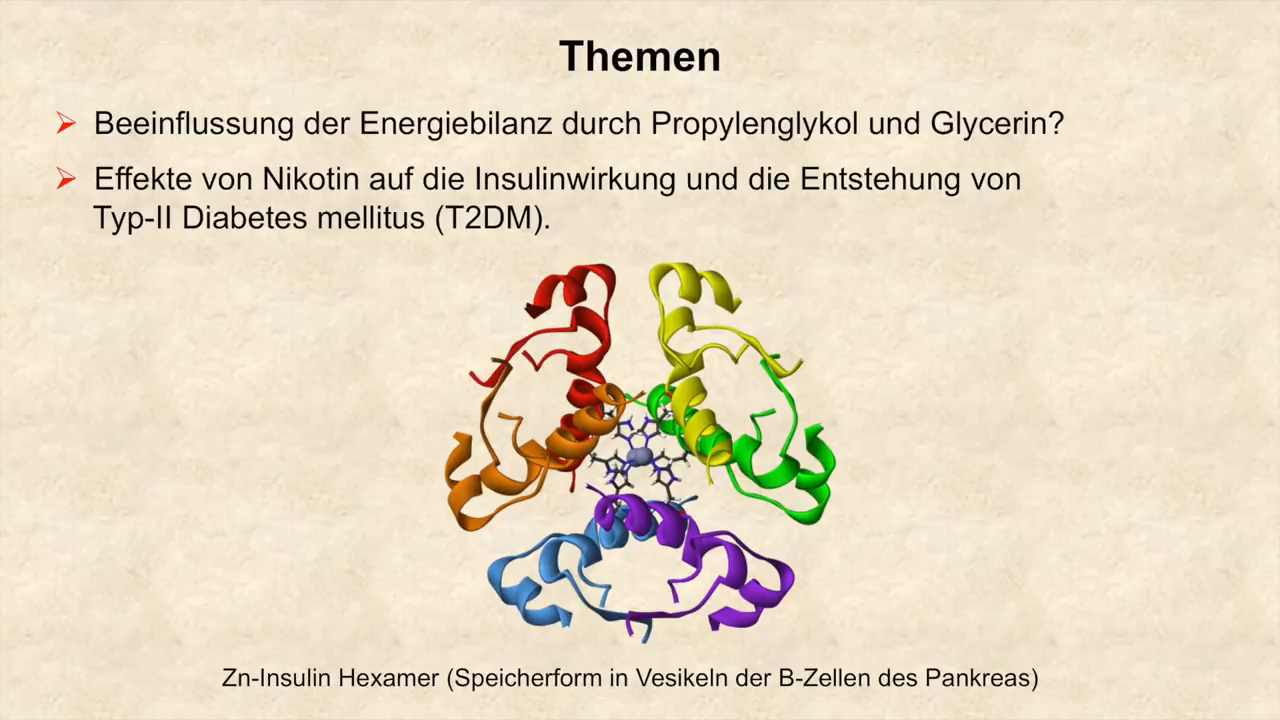 Themen
Beeinflussung der Energiebilanz durch Propylenglykol und Glycerin?
Effekte von Nikotin auf die Insulinwirkung und die Entstehung von
Typ-II Diabetes mellitus (T2DM).
Zn-Insulin Hexamer (Speicherform in Vesikeln der B-Zellen des Pankreas)